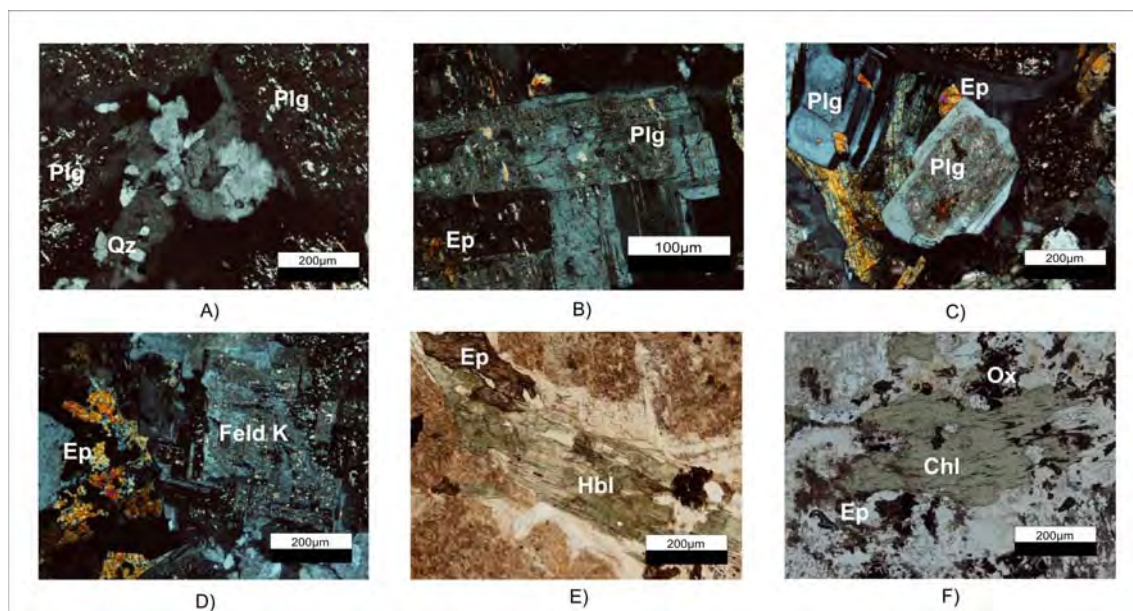 Plg
Plg
Qz
200µm
A)
Plg
Ep
100µm
B)
Plg
Ep
Plg
200µm
C)
Ep
Feld K
200µm
D)
Ep
Hbl
200µm
E)
Ox
Chl
Ep
200µm
F)